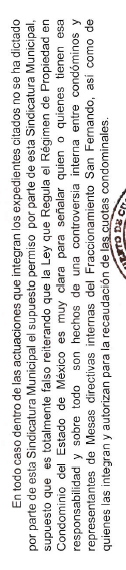 En todo caso dentro de las actuaciones que integran los expedientes citados no se ha dictado
por parte de esta Sindicatura Municipal el supuesto permiso por parte de esta Sindicatura Municipal,
supuesto que es totalmente falso reiterando que la Ley que Regula el Régimen de Propiedad en
Condominio del Estado de México es muy clara para señalar quien o quienes tienen esa
responsabilidad y sobre todo son hechos de una controversia interna entre condóminos y
representantes de Mesas directivas internas del Fraccionamiento San Fernando, así como de
quienes las integran y autorizan para la recaudación de las cuotas condominales.